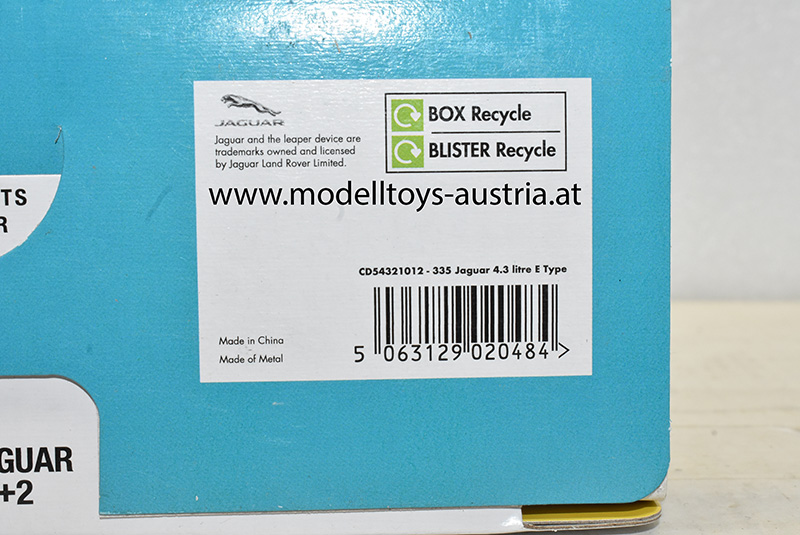 JAGUAR
Jaguar and the leaper device are
trademarks owned and licensed
by Jaguar Land Rover Limited.
BOX Recycle
BLISTER Recycle
www.modelltoys-austria.at
CD54321012 - 335 Jaguar 4.3 litre E Type
Made in China
Made of Metal
5 063129 020484 >
TS
R
GUAR
+2